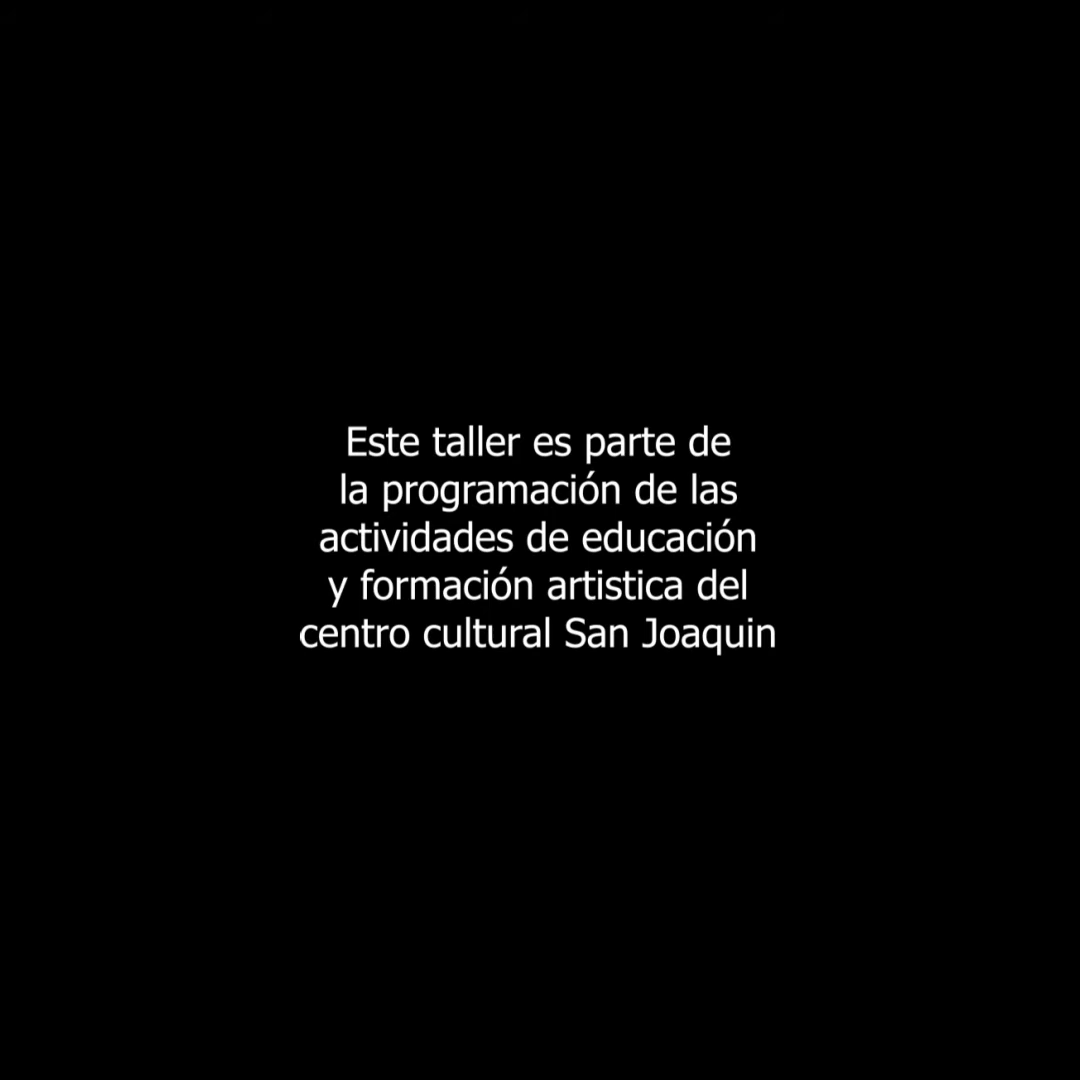 Este taller es parte de
la programación de las
actividades de educación
y formación artistica del
centro cultural San Joaquin